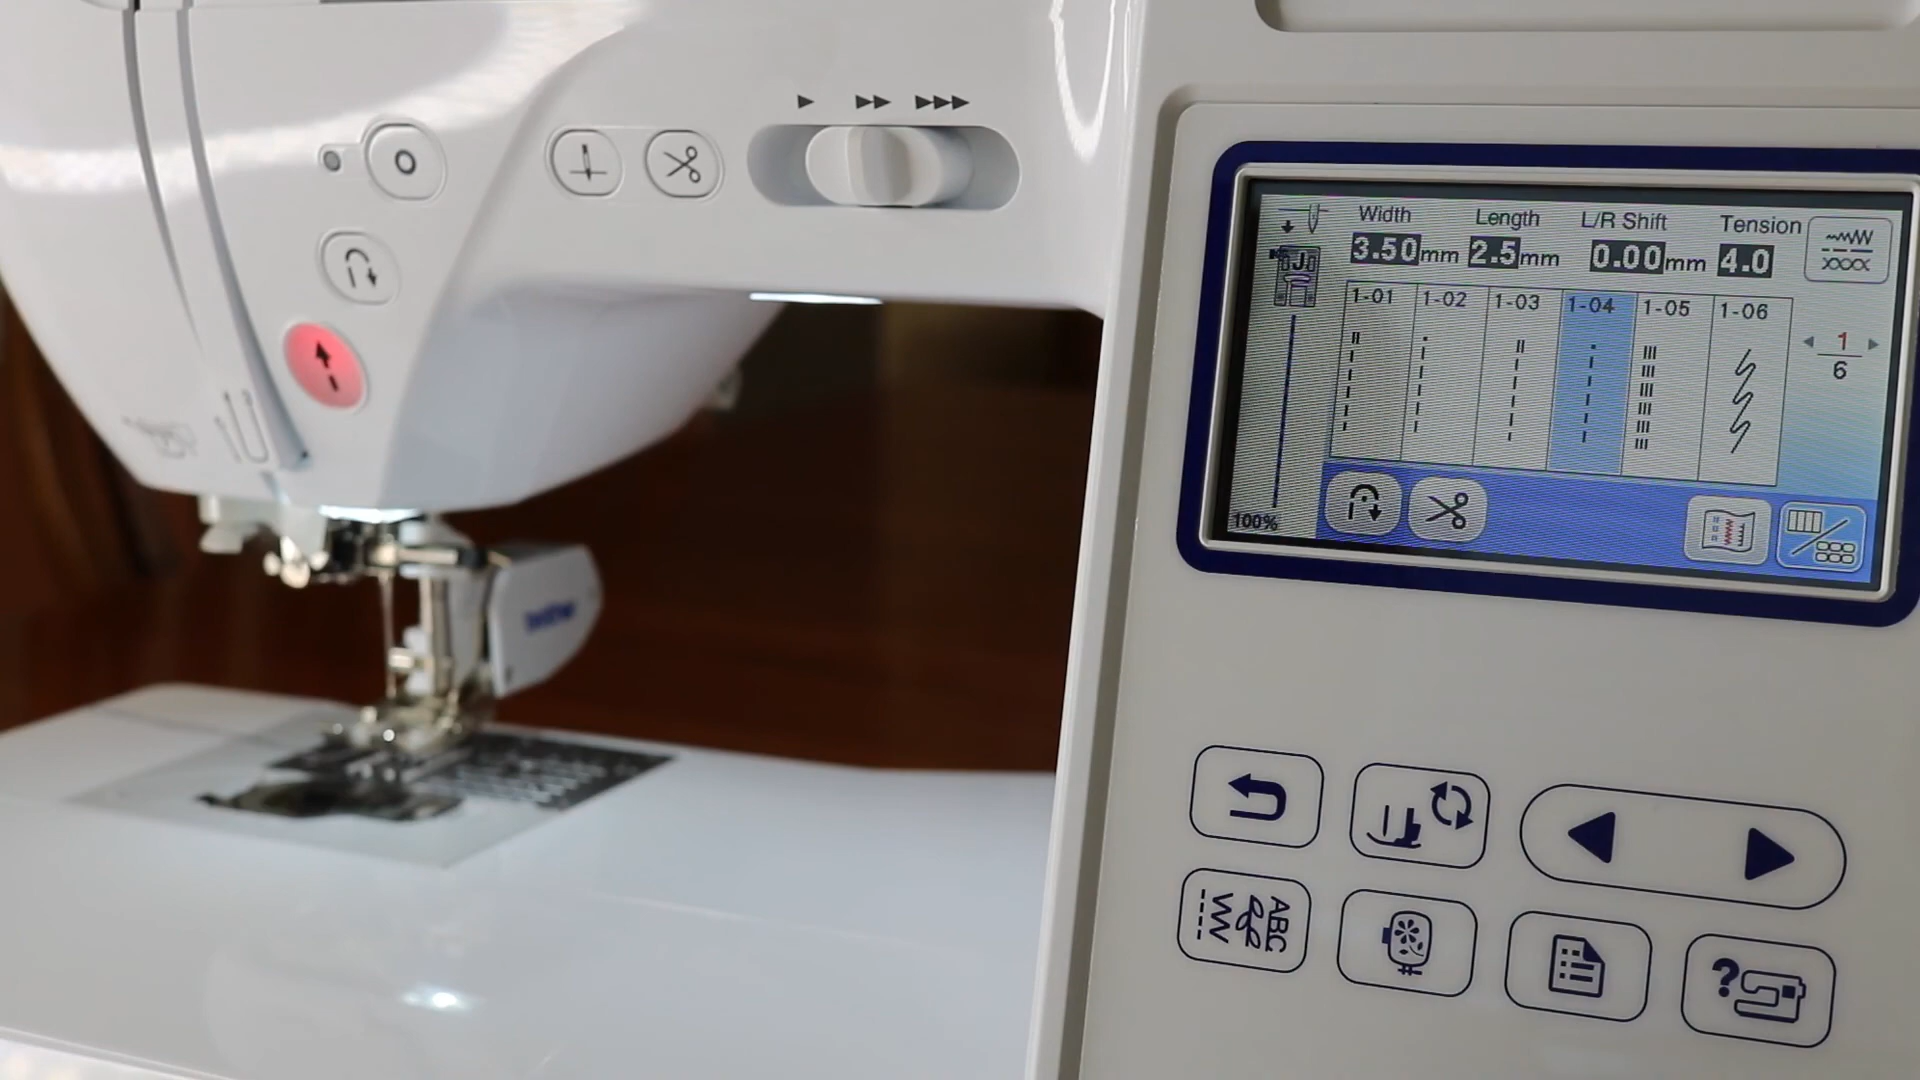 Width Length L/R Shift Tension
3.50mm 2.5mm 0.00mm 4.0
1-01 1-02 1-03 1-04 1-05 1-06
J
1
6
100%
ABC
?
brother